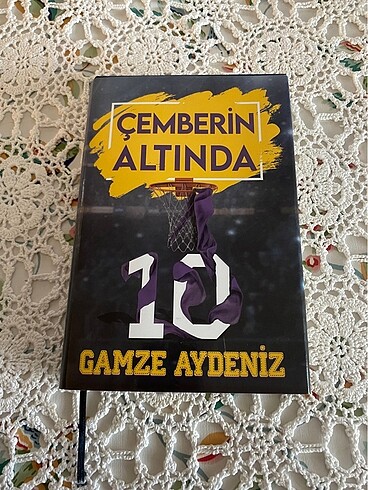 ÇEMBERİN
ALTINDA
10
GAMZE AYDENİZ